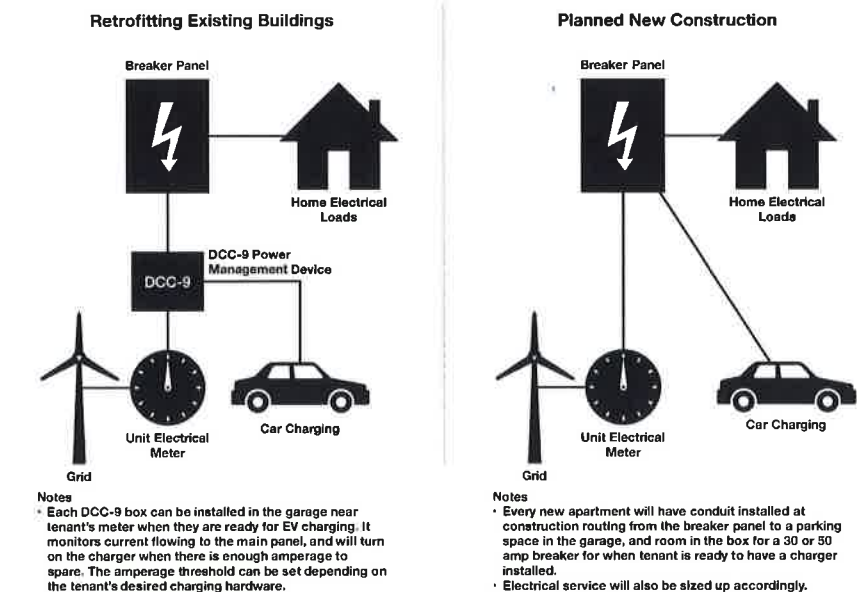 Retrofitting Existing Buildings
Breaker Panel
Home Electrical
Loads
DCC-9 Power
Management Device
DCC-9
Unit Electrical
Meter
Car Charging
Grid
Notes
• Each DCC-9 box can be installed in the garage near
tenant's meter when they are ready for EV charging. It
monitors current flowing to the main panel, and will turn
on the charger when there is enough amperage to
spare. The amperage threshold can be set depending on
the tenant's desired charging hardware.
Planned New Construction
Breaker Panel
Home Electrical
Loads
Unit Electrical
Meter
Car Charging
Grid
Notes
• Every new apartment will have conduit installed at
construction routing from the breaker panel to a parking
space in the garage, and room in the box for a 30 or 50
amp breaker for when tenant is ready to have a charger
installed.
• Electrical service will also be sized up accordingly.